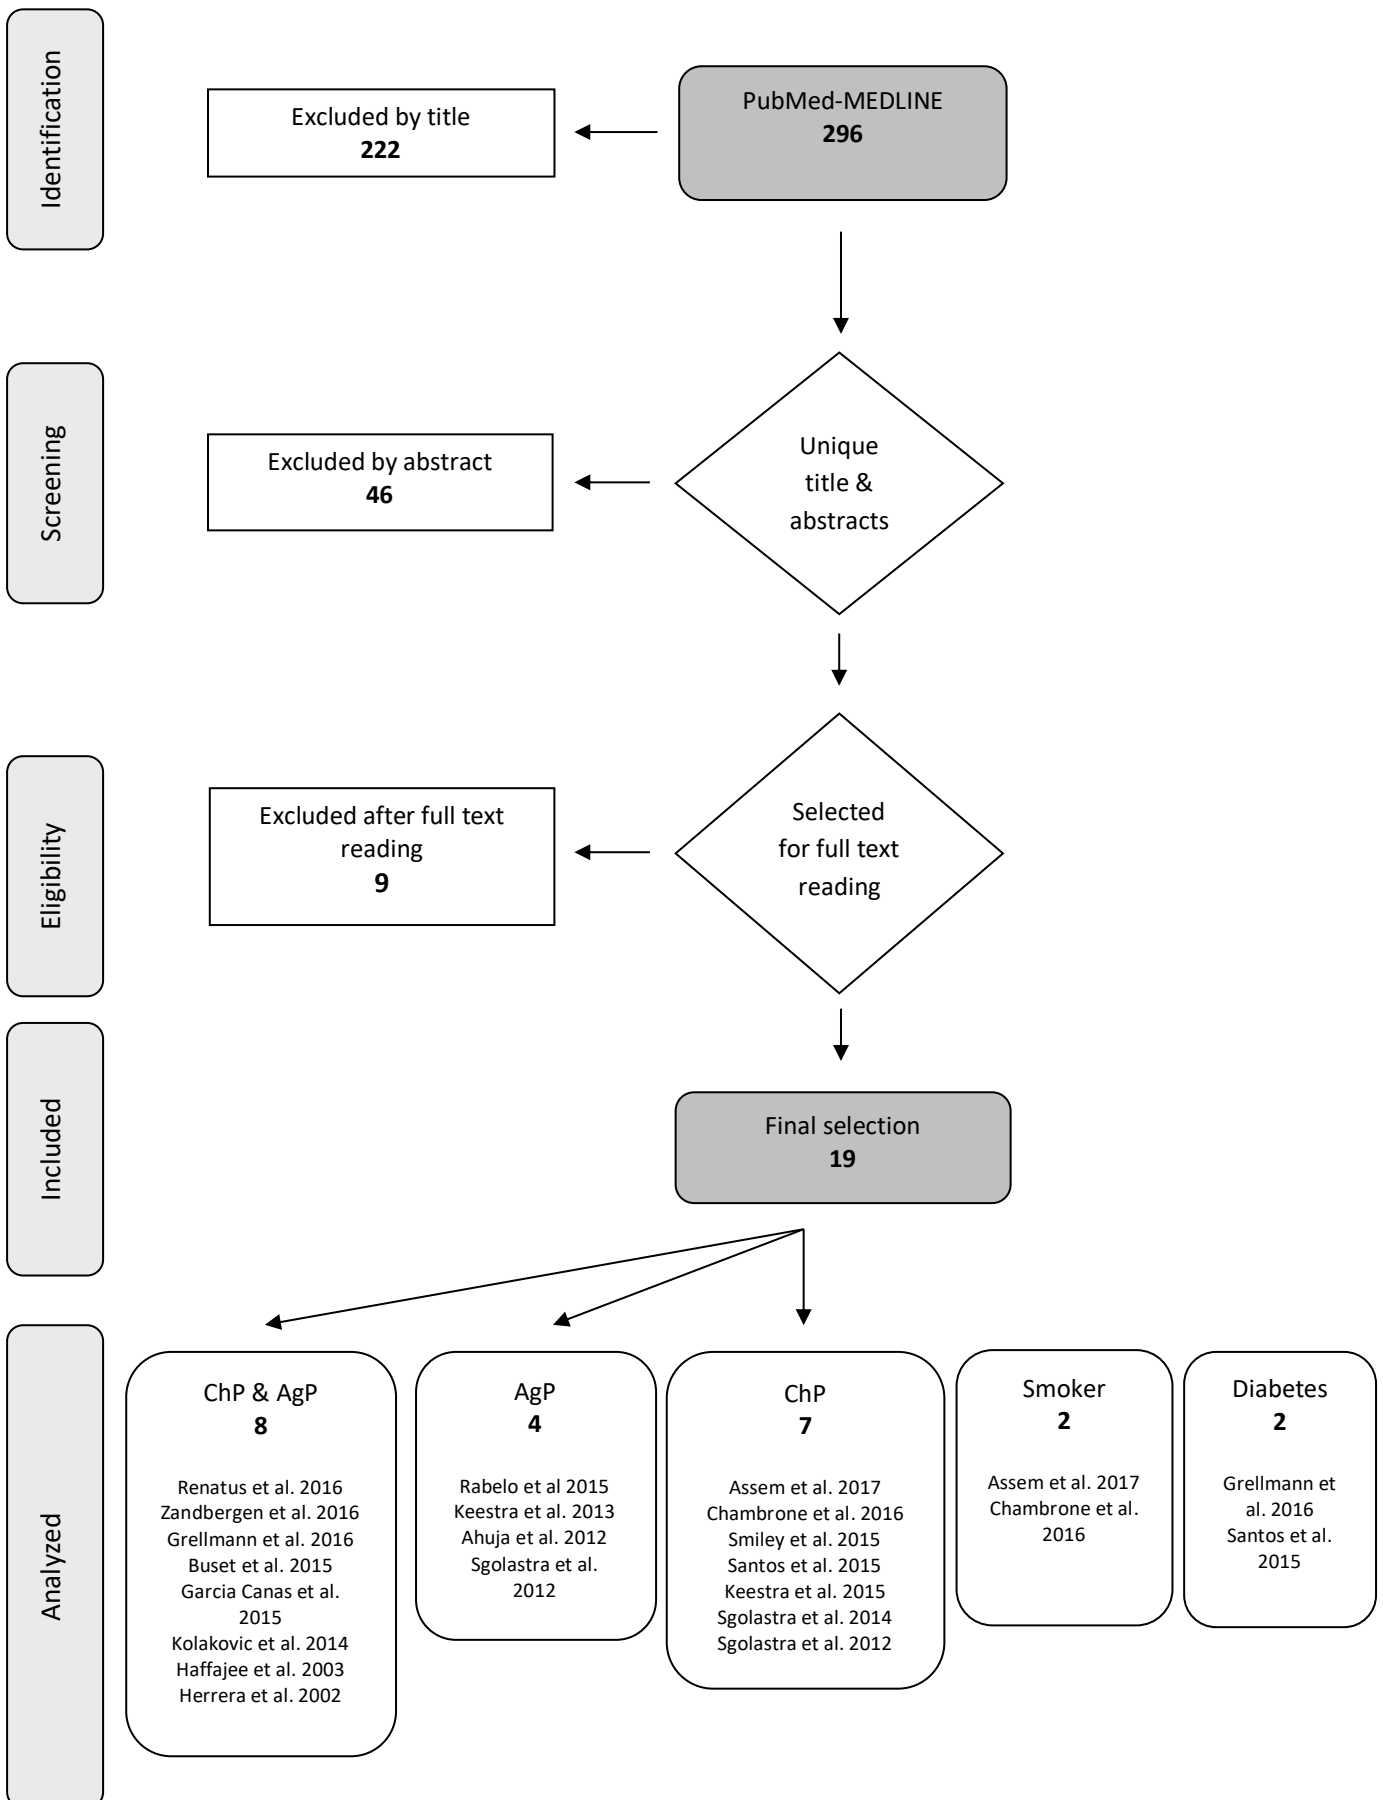 Identification
PubMed-MEDLINE
296
Excluded by title
222
Screening
Unique
title &
abstracts
Excluded by abstract
46
Eligibility
Selected
for full text
reading
Excluded after full text
reading
9
Included
Final selection
19
Analyzed
ChP & AgP
8
Renatus et al. 2016
Zandbergen et al. 2016
Grellmann et al. 2016
Buset et al. 2015
Garcia Canas et al.
2015
Kolakovic et al. 2014
Haffajee et al. 2003
Herrera et al. 2002
AgP
4
Rabelo et al 2015
Keestra et al. 2013
Ahuja et al. 2012
Sgolastra et al.
2012
ChP
7
Assem et al. 2017
Chambrone et al. 2016
Smiley et al. 2015
Santos et al. 2015
Keestra et al. 2015
Sgolastra et al. 2014
Sgolastra et al. 2012
Smoker
2
Assem et al. 2017
Chambrone et al.
2016
Diabetes
2
Grellmann et
al. 2016
Santos et al.
2015